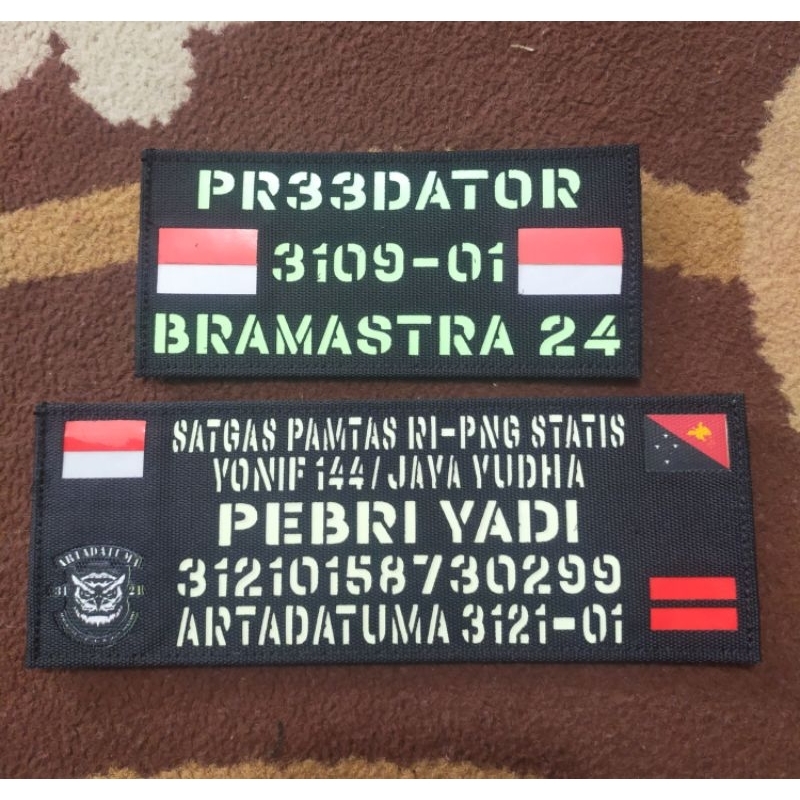 PR33DATOR
3109-01
BRAMASTRA 24
SATGAS PAMTAS RI-PNG STATIS
YONIF 144/JAYA YUDHA
PEBRI YADI
31210158730299
ARTADATUMA 3121-01
ARTADATUMA